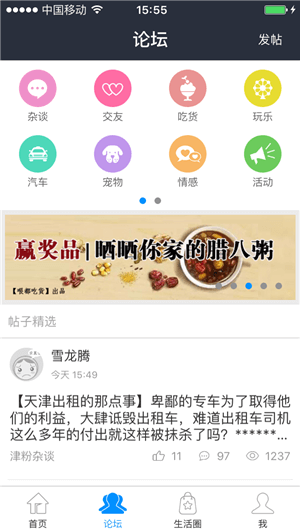 中国移动 15:55
论坛 发帖
杂谈 交友 吃货 玩乐
汽车 宠物 情感 活动
赢奖品|晒晒你家的腊八粥
帖子精选
雪龙腾
今天 15:49
【天津出租的那点事】卑鄙的专车为了取得他
们的利益，大肆诋毁出租车，难道出租车司机
这么多年的付出就这样被抹杀了吗？******...
津粉杂谈 11 97 1237
首页 论坛 生活圈 我